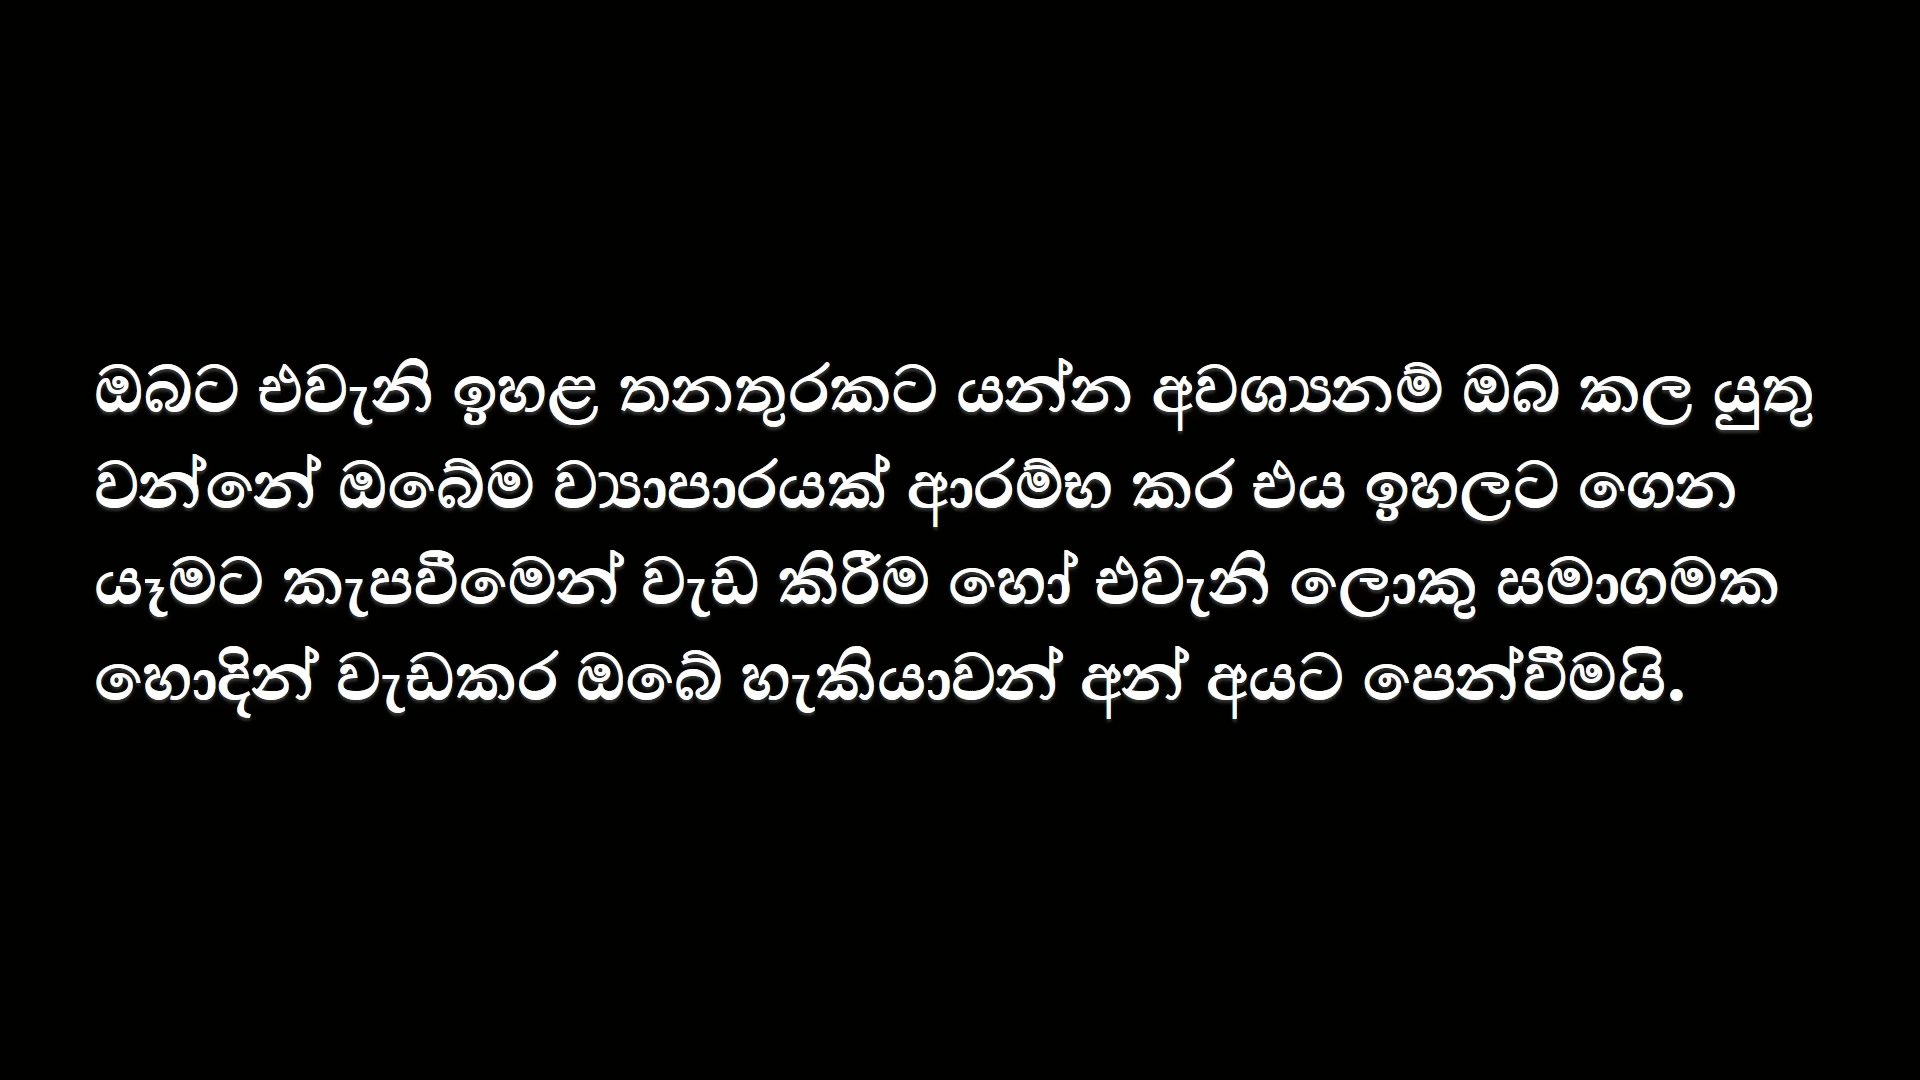 ඔබට එවැනි ඉහළ තනතුරකට යන්න අවශ්‍යනම් ඔබ කල යුතු
වන්නේ ඔබේම ව්‍යාපාරයක් ආරම්භ කර එය ඉහලට ගෙන
යෑමට කැපවීමෙන් වැඩ කිරීම හෝ එවැනි ලොකු සමාගමක
හොදින් වැඩකර ඔබේ හැකියාවන් අන් අයට පෙන්වීමයි.